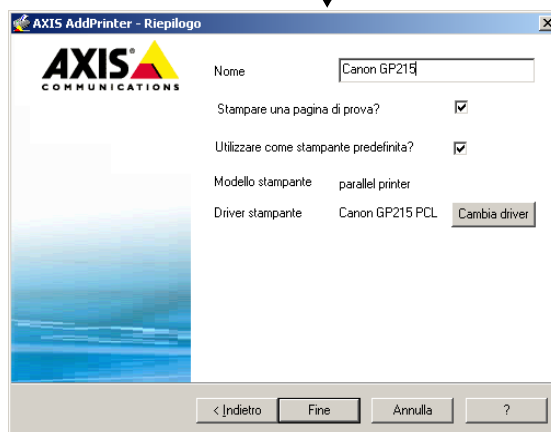 AXIS AddPrinter - Riepilogo
AXIS
COMMUNICATIONS
Nome Canon GP215
Stampare una pagina di prova?
Utilizzare come stampante predefinita?
Modello stampante parallel printer
Driver stampante Canon GP215 PCL Cambia driver
< Indietro Fine Annulla ?